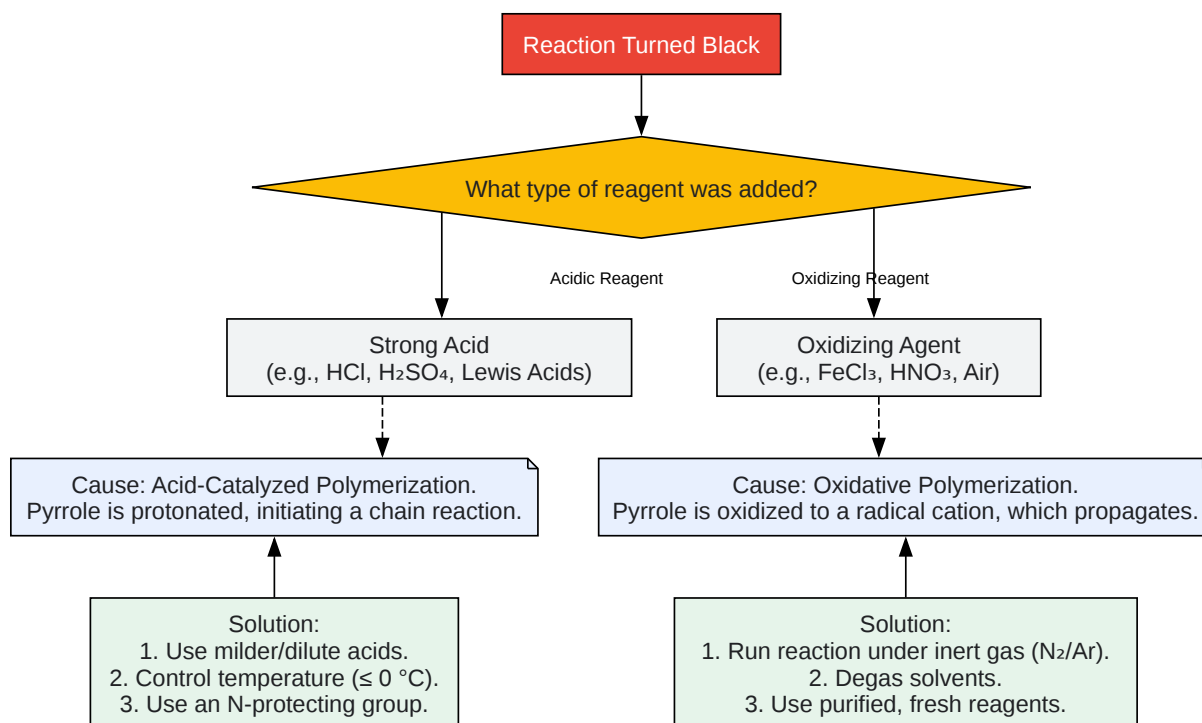 Reaction Turned Black
What type of reagent was added?
Acidic Reagent
Oxidizing Reagent
Strong Acid
(e.g., HCl, H₂SO₄, Lewis Acids)
Oxidizing Agent
(e.g., FeCl₃, HNO₃, Air)
Cause: Acid-Catalyzed Polymerization.
Pyrrole is protonated, initiating a chain reaction.
Cause: Oxidative Polymerization.
Pyrrole is oxidized to a radical cation, which propagates.
Solution:
1. Use milder/dilute acids.
2. Control temperature (≤ 0 °C).
3. Use an N-protecting group.
Solution:
1. Run reaction under inert gas (N₂/Ar).
2. Degas solvents.
3. Use purified, fresh reagents.